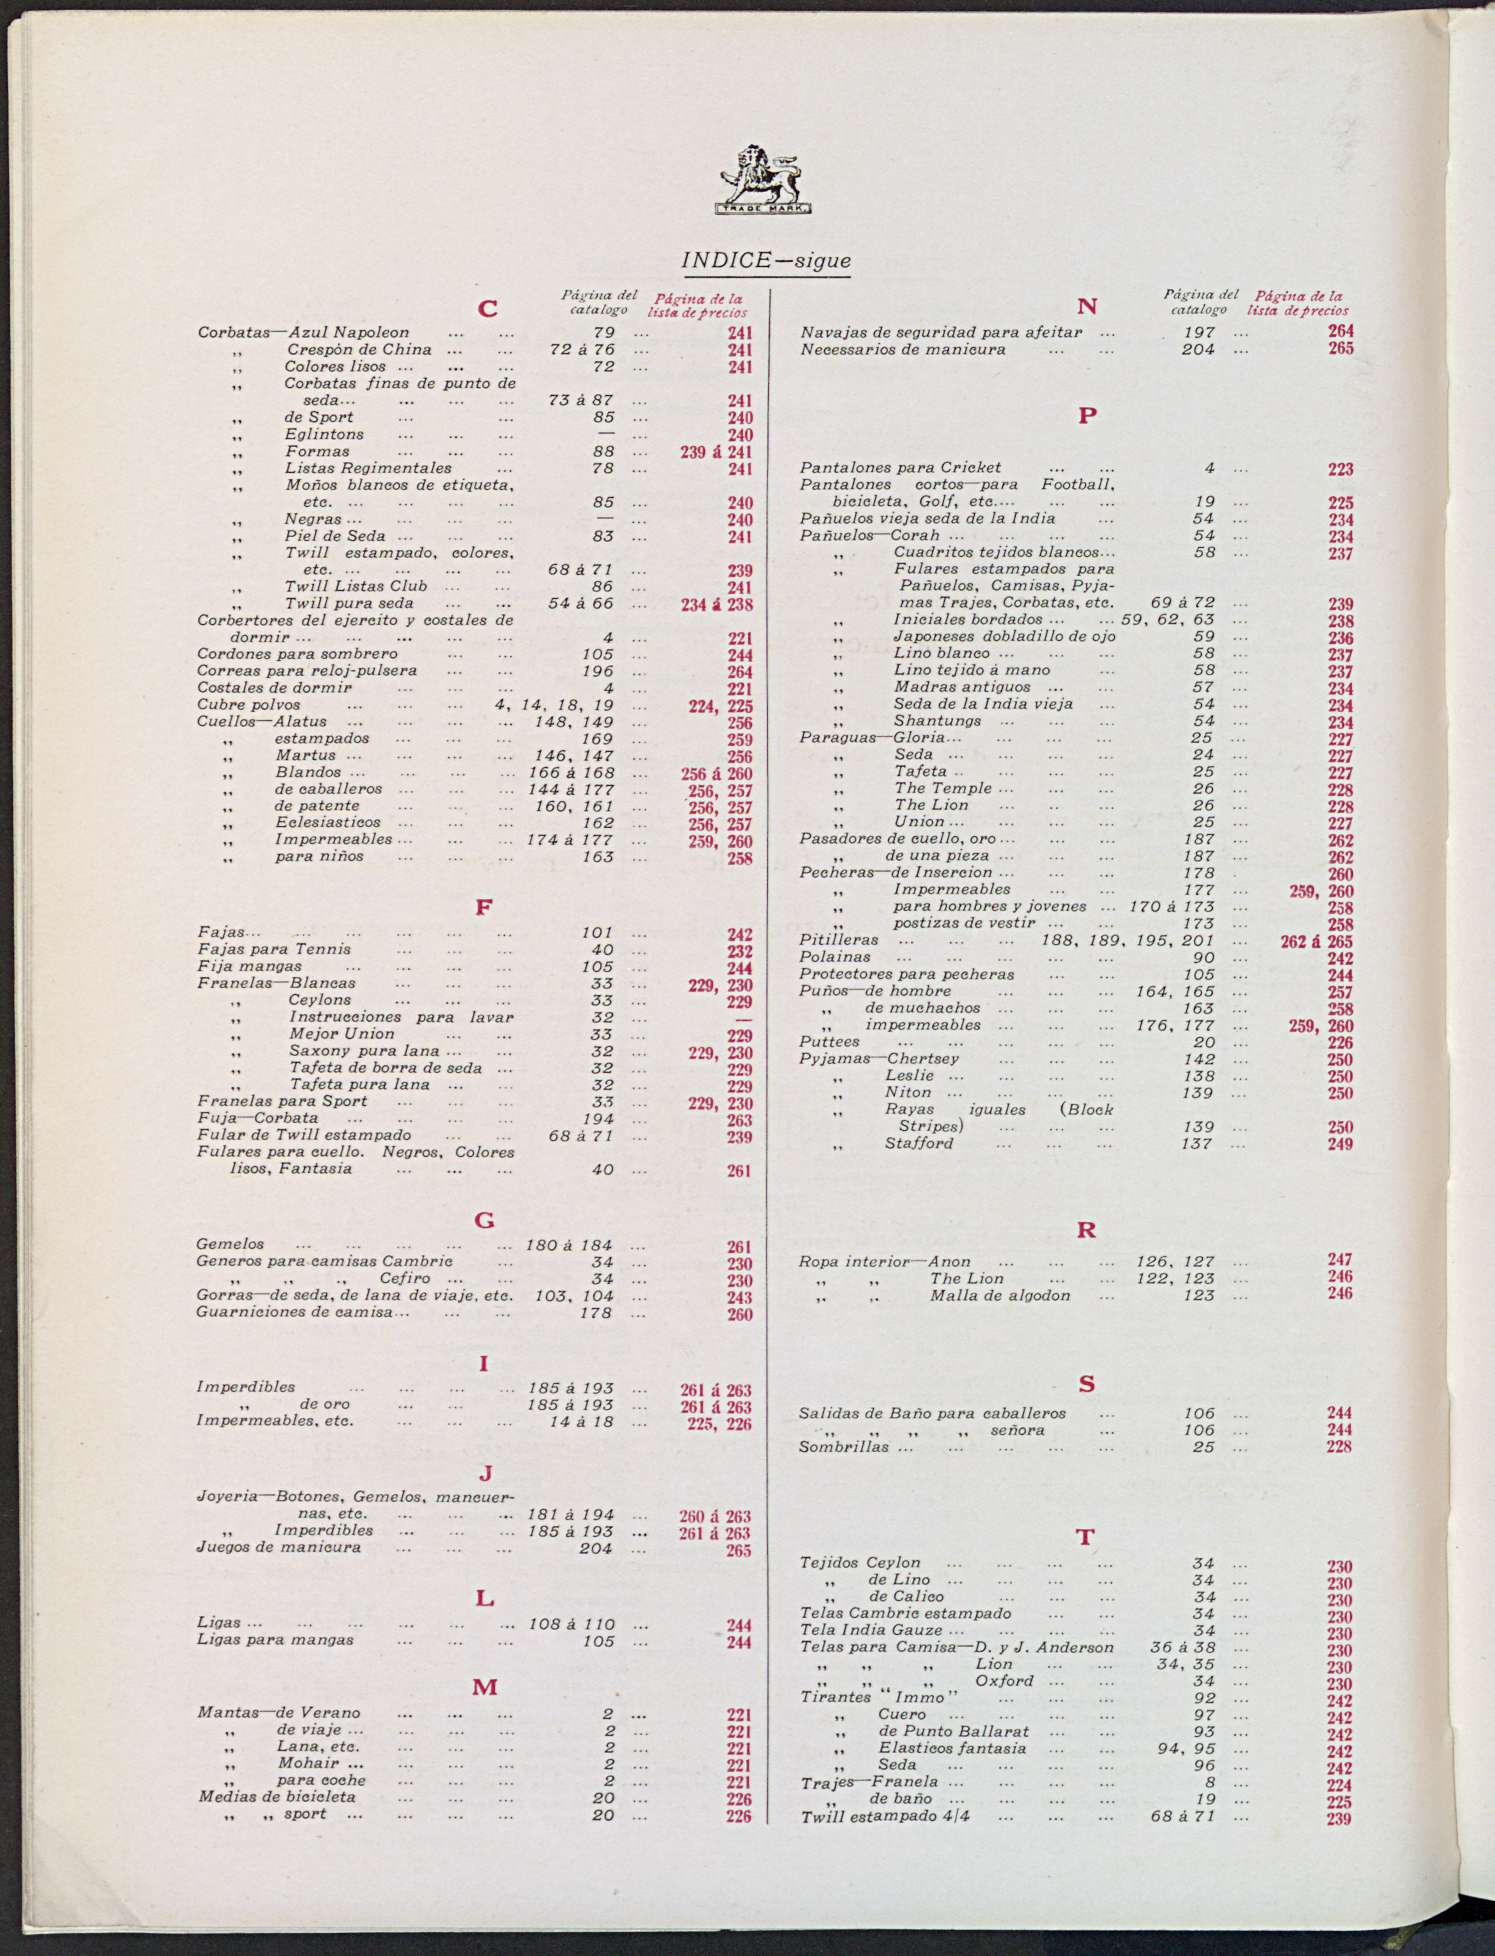 TRADE MARK.
INDICE—sigue
C
Página del catalogo
Página de la lista de precios
Corbatas—Azul Napoleon ... ... 79 ... 241
,, Crespón de China ... ... 72 á 76 ... 241
,, Colores lisos ... ... ... 72 ... 241
,, Corbatas finas de punto de
seda... ... ... ... 73 á 87 ... 241
,, de Sport ... ... 85 ... 240
,, Eglintons ... ... ... — ... 240
,, Formas ... ... ... 88 ... 239 á 241
,, Listas Regimentales ... 78 ... 241
,, Moños blancos de etiqueta,
etc. ... ... ... ... 85 ... 240
,, Negras ... ... ... ... — ... 240
,, Piel de Seda ... ... ... 83 ... 241
,, Twill estampado, colores,
etc. ... ... ... ... 68 á 71 ... 239
,, Twill Listas Club ... ... 86 ... 241
,, Twill pura seda ... ... 54 á 66 ... 234 á 238
Corbertores del ejercito y costales de
dormir ... ... ... ... ... 4 ... 221
Cordones para sombrero ... ... 105 ... 244
Correas para reloj-pulsera ... ... 196 ... 264
Costales de dormir ... ... ... 4 ... 221
Cubre polvos ... ... ... 4, 14, 18, 19 ... 224, 225
Cuellos—Alatus ... ... ... ... 148, 149 ... 256
,, estampados ... ... ... 169 ... 259
,, Martus ... ... ... ... 146, 147 ... 256
,, Blandos ... ... ... ... 166 á 168 ... 256 á 260
,, de caballeros ... ... ... 144 á 177 ... 256, 257
,, de patente ... ... ... 160, 161 ... 256, 257
,, Eclesiasticos ... ... ... 162 ... 256, 257
,, Impermeables ... ... ... 174 á 177 ... 259, 260
,, para niños ... ... ... 163 ... 258
F
Fajas... ... ... ... ... ... 101 ... 242
Fajas para Tennis ... ... ... 40 ... 232
Fija mangas ... ... ... ... 105 ... 244
Franelas—Blancas ... ... ... 33 ... 229, 230
,, Ceylons ... ... ... 33 ... 229
,, Instrucciones para lavar 32 ... —
,, Mejor Union ... ... 33 ... 229
,, Saxony pura lana ... ... 32 ... 229, 230
,, Tafeta de borra de seda ... 32 ... 229
,, Tafeta pura lana ... ... 32 ... 229
Franelas para Sport ... ... ... 33 ... 229, 230
Fuja—Corbata ... ... ... ... 194 ... 263
Fular de Twill estampado ... ... 68 á 71 ... 239
Fulares para cuello. Negros, Colores
lisos, Fantasia ... ... ... 40 ... 261
G
Gemelos ... ... ... ... ... 180 á 184 ... 261
Generos para camisas Cambric ... 34 ... 230
,, ,, ,, Cefiro ... ... 34 ... 230
Gorras—de seda, de lana de viaje, etc. 103, 104 ... 243
Guarniciones de camisa... ... ... 178 ... 260
I
Imperdibles ... ... ... ... 185 á 193 ... 261 á 263
,, de oro ... ... 185 á 193 ... 261 á 263
Impermeables, etc. ... ... ... 14 á 18 ... 225, 226
J
Joyeria—Botones, Gemelos, mancuer-
nas, etc. ... ... ... 181 á 194 ... 260 á 263
,, Imperdibles ... ... ... 185 á 193 ... 261 á 263
Juegos de manicura ... ... ... 204 ... 265
L
Ligas ... ... ... ... ... ... 108 á 110 ... 244
Ligas para mangas ... ... ... 105 ... 244
M
Mantas—de Verano ... ... ... 2 ... 221
,, de viaje ... ... ... ... 2 ... 221
,, Lana, etc. ... ... ... 2 ... 221
,, Mohair ... ... ... ... 2 ... 221
,, para coche ... ... ... 2 ... 221
Medias de bicicleta ... ... ... 20 ... 226
,, ,, sport ... ... ... ... 20 ... 226
N
Página del catalogo
Página de la lista de precios
Navajas de seguridad para afeitar ... 197 ... 264
Necessarios de manicura ... ... 204 ... 265
P
Pantalones para Cricket ... ... 4 ... 223
Pantalones cortos—para Football,
bicicleta, Golf, etc.... ... ... 19 ... 225
Pañuelos vieja seda de la India ... 54 ... 234
Pañuelos—Corah ... ... ... ... 54 ... 234
,, Cuadritos tejidos blancos... 58 ... 237
,, Fulares estampados para
Pañuelos, Camisas, Pyja-
mas Trajes, Corbatas, etc. 69 á 72 ... 239
,, Iniciales bordados ... ... 59, 62, 63 ... 238
,, Japoneses dobladillo de ojo 59 ... 236
,, Lino blanco ... ... ... 58 ... 237
,, Lino tejido á mano ... 58 ... 237
,, Madras antiguos ... ... 57 ... 234
,, Seda de la India vieja ... 54 ... 234
,, Shantungs ... ... ... 54 ... 234
Paraguas—Gloria... ... ... ... 25 ... 227
,, Seda ... ... ... ... 24 ... 227
,, Tafeta .. ... ... ... 25 ... 227
,, The Temple ... ... ... 26 ... 228
,, The Lion ... .. ... 26 ... 228
,, Union ... ... ... ... 25 ... 227
Pasadores de cuello, oro ... ... ... 187 ... 262
,, de una pieza ... ... ... 187 ... 262
Pecheras—de Insercion ... ... ... 178 . 260
,, Impermeables ... ... 177 ... 259, 260
,, para hombres y jovenes ... 170 á 173 ... 258
,, postizas de vestir ... ... 173 ... 258
Pitilleras ... ... ... 188, 189, 195, 201 ... 262 á 265
Polainas ... ... ... ... ... 90 ... 242
Protectores para pecheras ... ... 105 ... 244
Puños—de hombre ... ... ... 164, 165 ... 257
,, de muchachos ... ... ... 163 ... 258
,, impermeables ... ... ... 176, 177 ... 259, 260
Puttees ... ... ... ... ... 20 ... 226
Pyjamas—Chertsey ... ... ... 142 ... 250
,, Leslie ... ... ... ... 138 ... 250
,, Niton ... ... ... ... 139 ... 250
,, Rayas iguales (Block
Stripes) ... ... ... 139 ... 250
,, Stafford ... ... ... 137 ... 249
R
Ropa interior—Anon ... ... ... 126, 127 ... 247
,, ,, The Lion ... ... 122, 123 ... 246
,, ,, Malla de algodon ... 123 ... 246
S
Salidas de Baño para caballeros ... 106 ... 244
,, ,, ,, ,, señora ... 106 ... 244
Sombrillas ... ... ... ... ... 25 ... 228
T
Tejidos Ceylon ... ... ... ... 34 ... 230
,, de Lino ... ... ... ... 34 ... 230
,, de Calico ... ... ... 34 ... 230
Telas Cambric estampado ... ... 34 ... 230
Tela India Gauze ... ... ... ... 34 ... 230
Telas para Camisa—D. y J. Anderson 36 á 38 ... 230
,, ,, ,, Lion ... ... 34, 35 ... 230
,, ,, ,, Oxford ... ... 34 ... 230
Tirantes "Immo" ... ... ... 92 ... 242
,, Cuero ... ... ... ... 97 ... 242
,, de Punto Ballarat ... ... 93 ... 242
,, Elasticos fantasia ... ... 94, 95 ... 242
,, Seda ... ... ... ... 96 ... 242
Trajes—Franela ... ... ... ... 8 ... 224
,, de baño ... ... ... ... 19 ... 225
Twill estampado 4/4 ... ... ... 68 á 71 ... 239